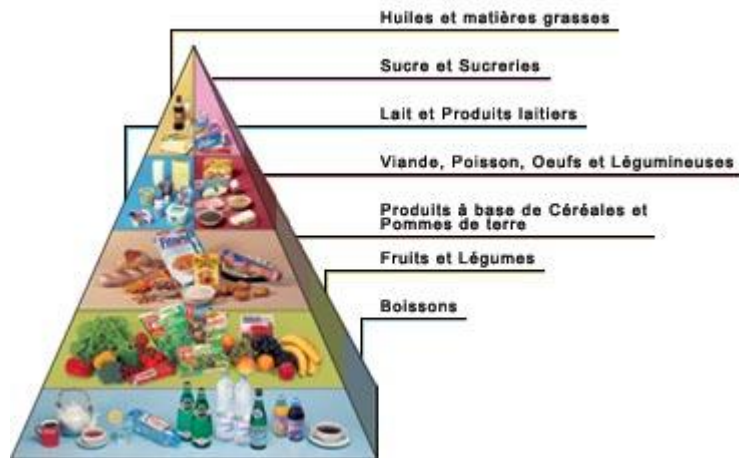 Huiles et matières grasses
Sucre et Sucreries
Lait et Produits laitiers
Viande, Poisson, Oeufs et Légumineuses
Produits à base de Céréales et
Pommes de terre
Fruits et Légumes
Boissons